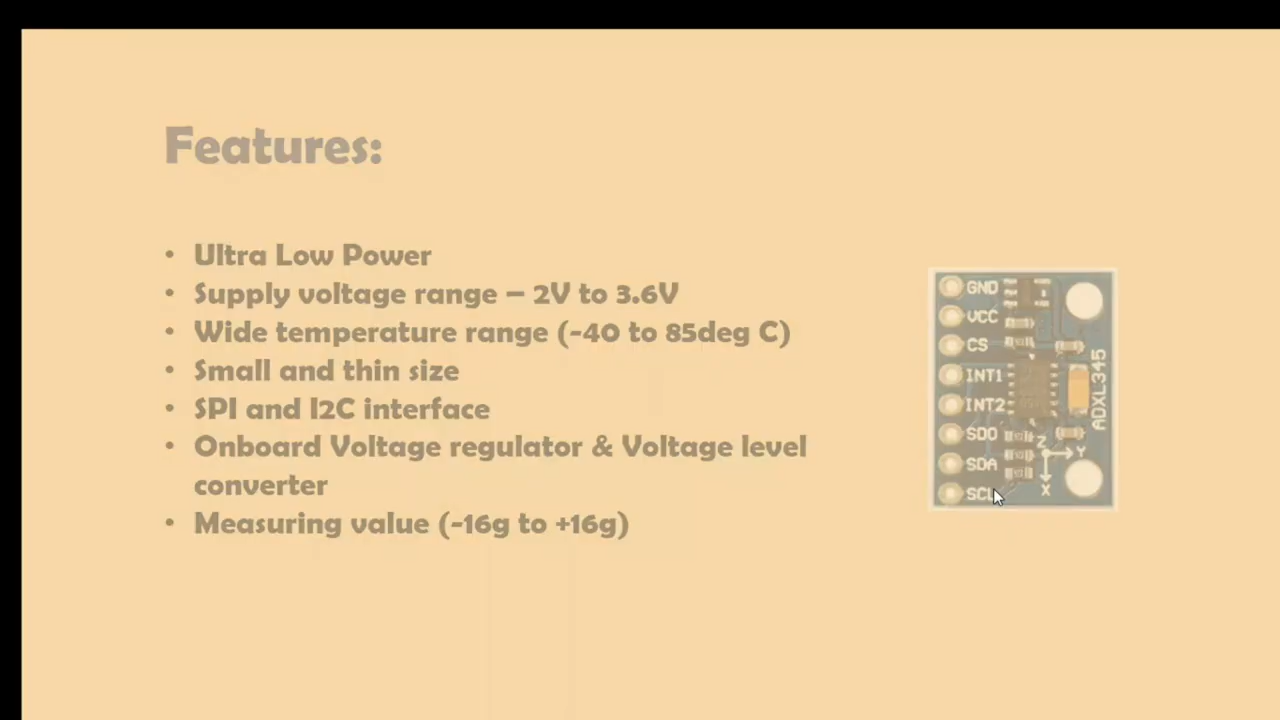 Features:
• Ultra Low Power
• Supply voltage range – 2V to 3.6V
• Wide temperature range (-40 to 85deg C)
• Small and thin size
• SPI and I2C interface
• Onboard Voltage regulator & Voltage level
converter
• Measuring value (-16g to +16g)
GND
VCC
CS
INT1
INT2
SDO
SDA
SCL
ADXL345
Z
Y
X